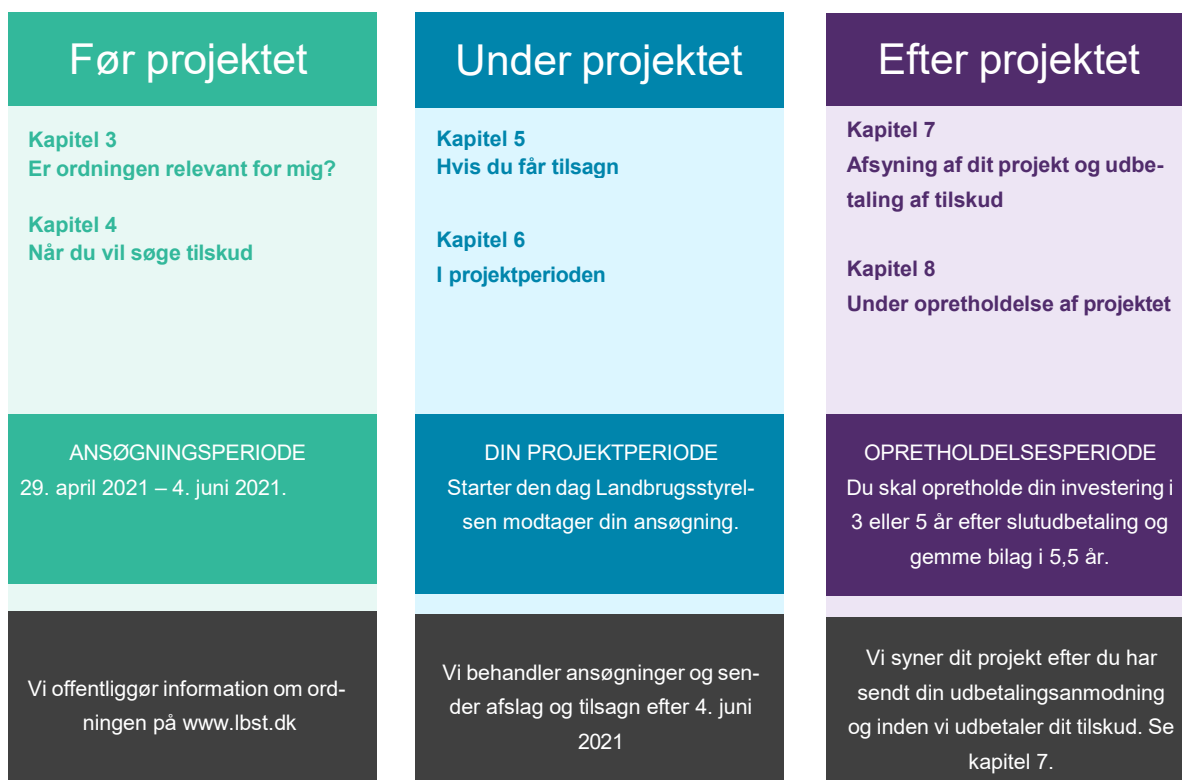 Før projektet
Kapitel 3
Er ordningen relevant for mig?
Kapitel 4
Når du vil søge tilskud
ANSØGNINGSPERIODE
29. april 2021 – 4. juni 2021.
Vi offentliggør information om ord-
ningen på www.lbst.dk
Under projektet
Kapitel 5
Hvis du får tilsagn
Kapitel 6
I projektperioden
DIN PROJEKTPERIODE
Starter den dag Landbrugsstyrel-
sen modtager din ansøgning.
Vi behandler ansøgninger og sen-
der afslag og tilsagn efter 4. juni
2021
Efter projektet
Kapitel 7
Afsyning af dit projekt og udbe-
taling af tilskud
Kapitel 8
Under opretholdelse af projektet
OPRETHOLDELSESPERIODE
Du skal opretholde din investering i
3 eller 5 år efter slutudbetaling og
gemme bilag i 5,5 år.
Vi syner dit projekt efter du har
sendt din udbetalingsanmodning
og inden vi udbetaler dit tilskud. Se
kapitel 7.